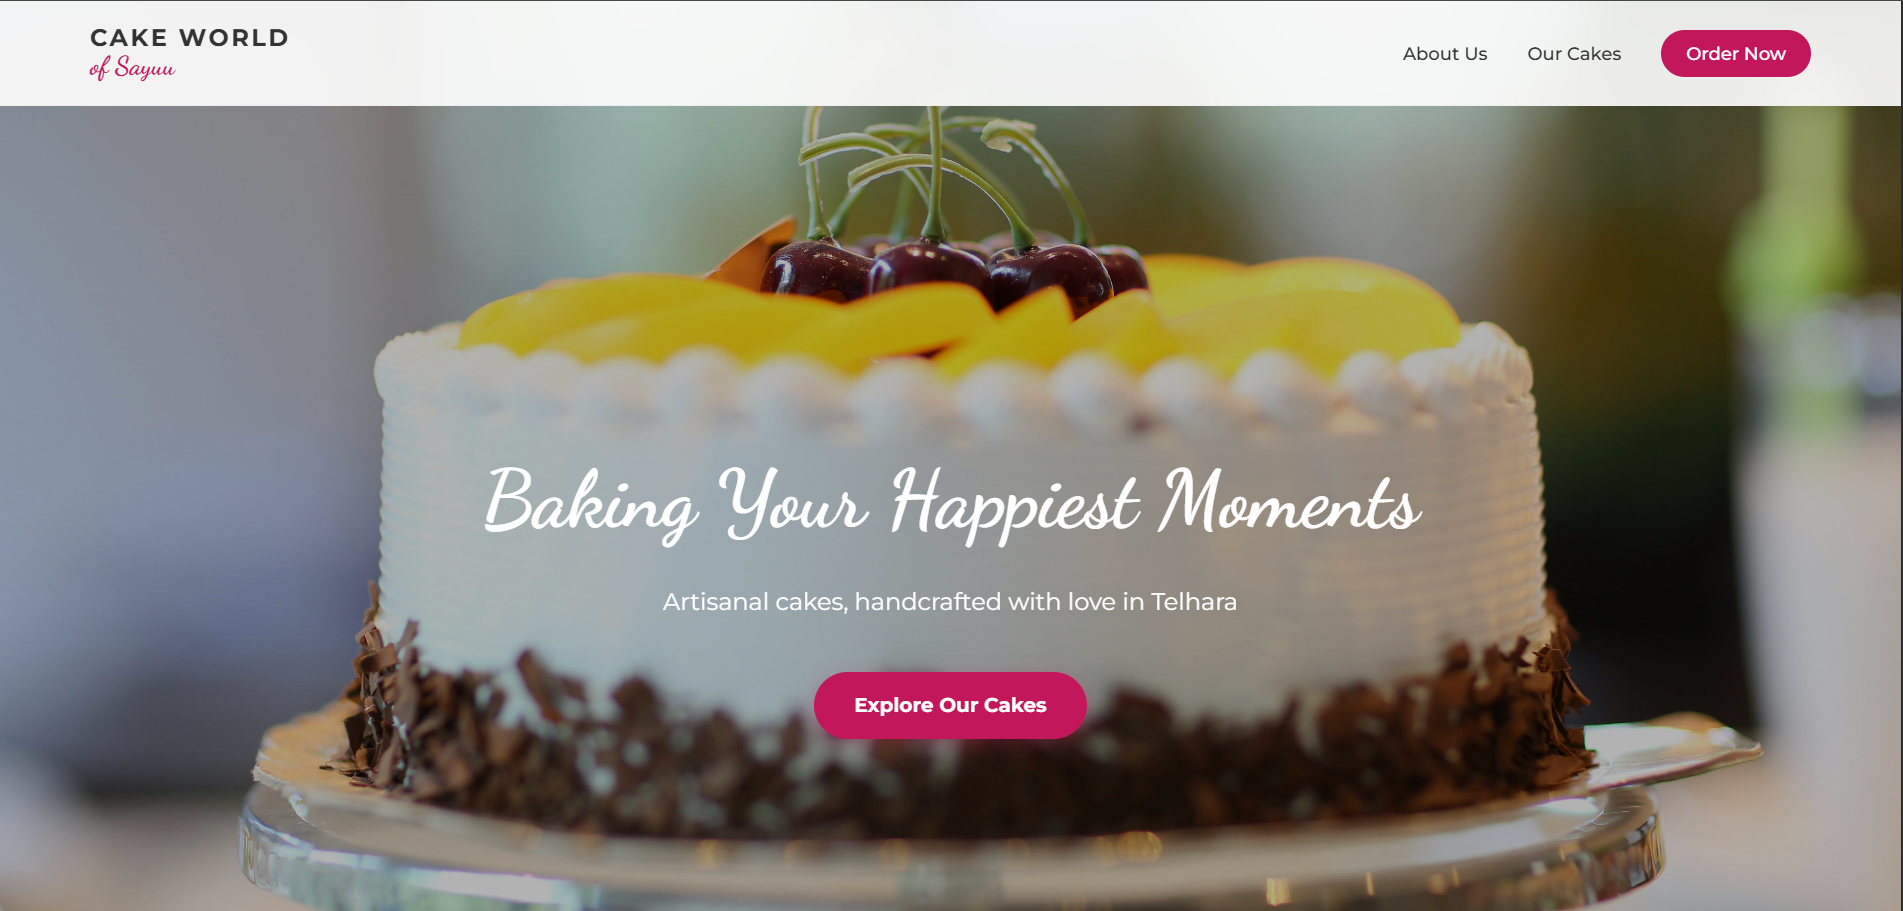 CAKE WORLD
of Sayuu
About Us
Our Cakes
Order Now
Baking Your Happiest Moments
Artisanal cakes, handcrafted with love in Telhara
Explore Our Cakes